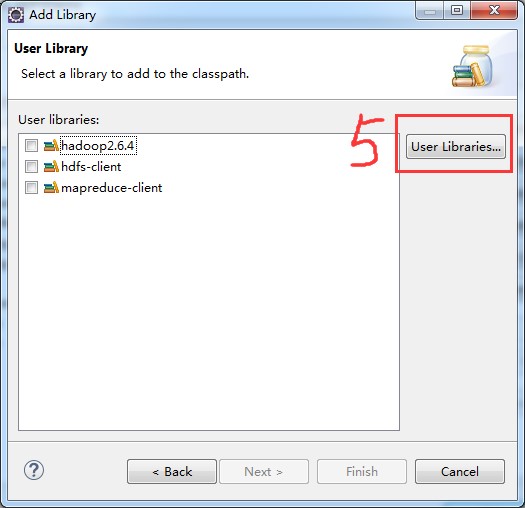 Add Library
User Library
Select a library to add to the classpath.
User libraries:
hadoop2.6.4
hdfs-client
mapreduce-client
5
User Libraries...
?
< Back
Next >
Finish
Cancel